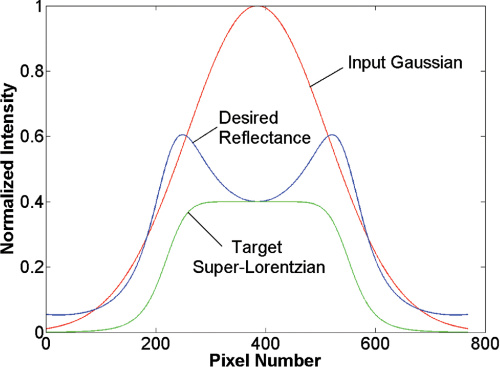 1
0.8
0.6
0.4
0.2
0
0
200
400
600
800
Normalized Intensity
Pixel Number
Input Gaussian
Desired
Reflectance
Target
Super-Lorentzian